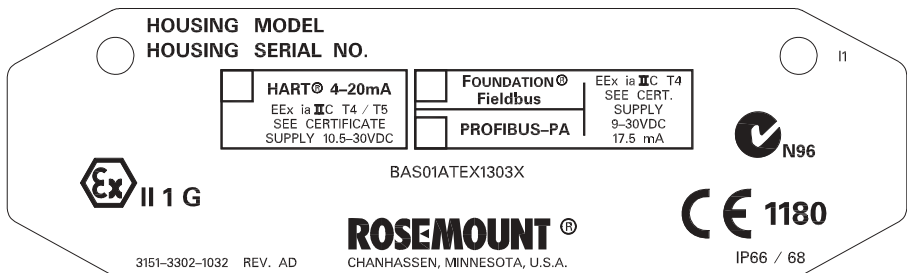 HOUSING MODEL
HOUSING SERIAL NO.
I1
HART® 4–20mA
EEx ia IIC T4 / T5
SEE CERTIFICATE
SUPPLY 10.5–30VDC
FOUNDATION®
Fieldbus
PROFIBUS–PA
EEx ia IIC T4
SEE CERT.
SUPPLY
9–30VDC
17.5 mA
N96
BAS01ATEX1303X
Ex II 1 G
CE 1180
ROSEMOUNT ®
3151–3302–1032 REV. AD
CHANHASSEN, MINNESOTA, U.S.A.
IP66 / 68